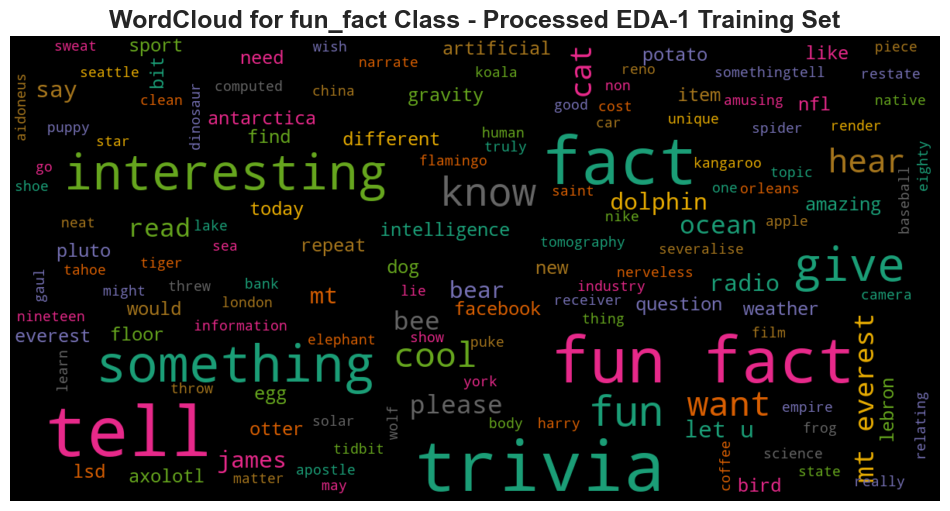 WordCloud for fun_fact Class - Processed EDA-1 Training Set
sweat sport wish narrate artificial potato like piece
seattle bit need koala cat reno somethingtell restate
aidoneus say clean computed china gravity non item amusing nfl native
dinosaur antarctica good cost unique
puppy star find different human truly fact car spider render hear
go interesting flamingo kangaroo topic eighty
shoe know saint dolphin one orleans amazing baseball
today nike
neat read lake intelligence ocean apple
pluto sea repeat tomography severalise
tahoe tiger dog new nerveless radio give
gaul might threw bank lie bear industry camera
nineteen would london mt facebook receiver question weather
everest floor information bee show thing film
elephant puke
learn something cool fun fact mt everest
throw egg york
tell please fun want empire lebron
otter solar wolf body harry let u frog relating
tidbit science
lsd axolotl james apostle trivia coffee state
matter may bird really